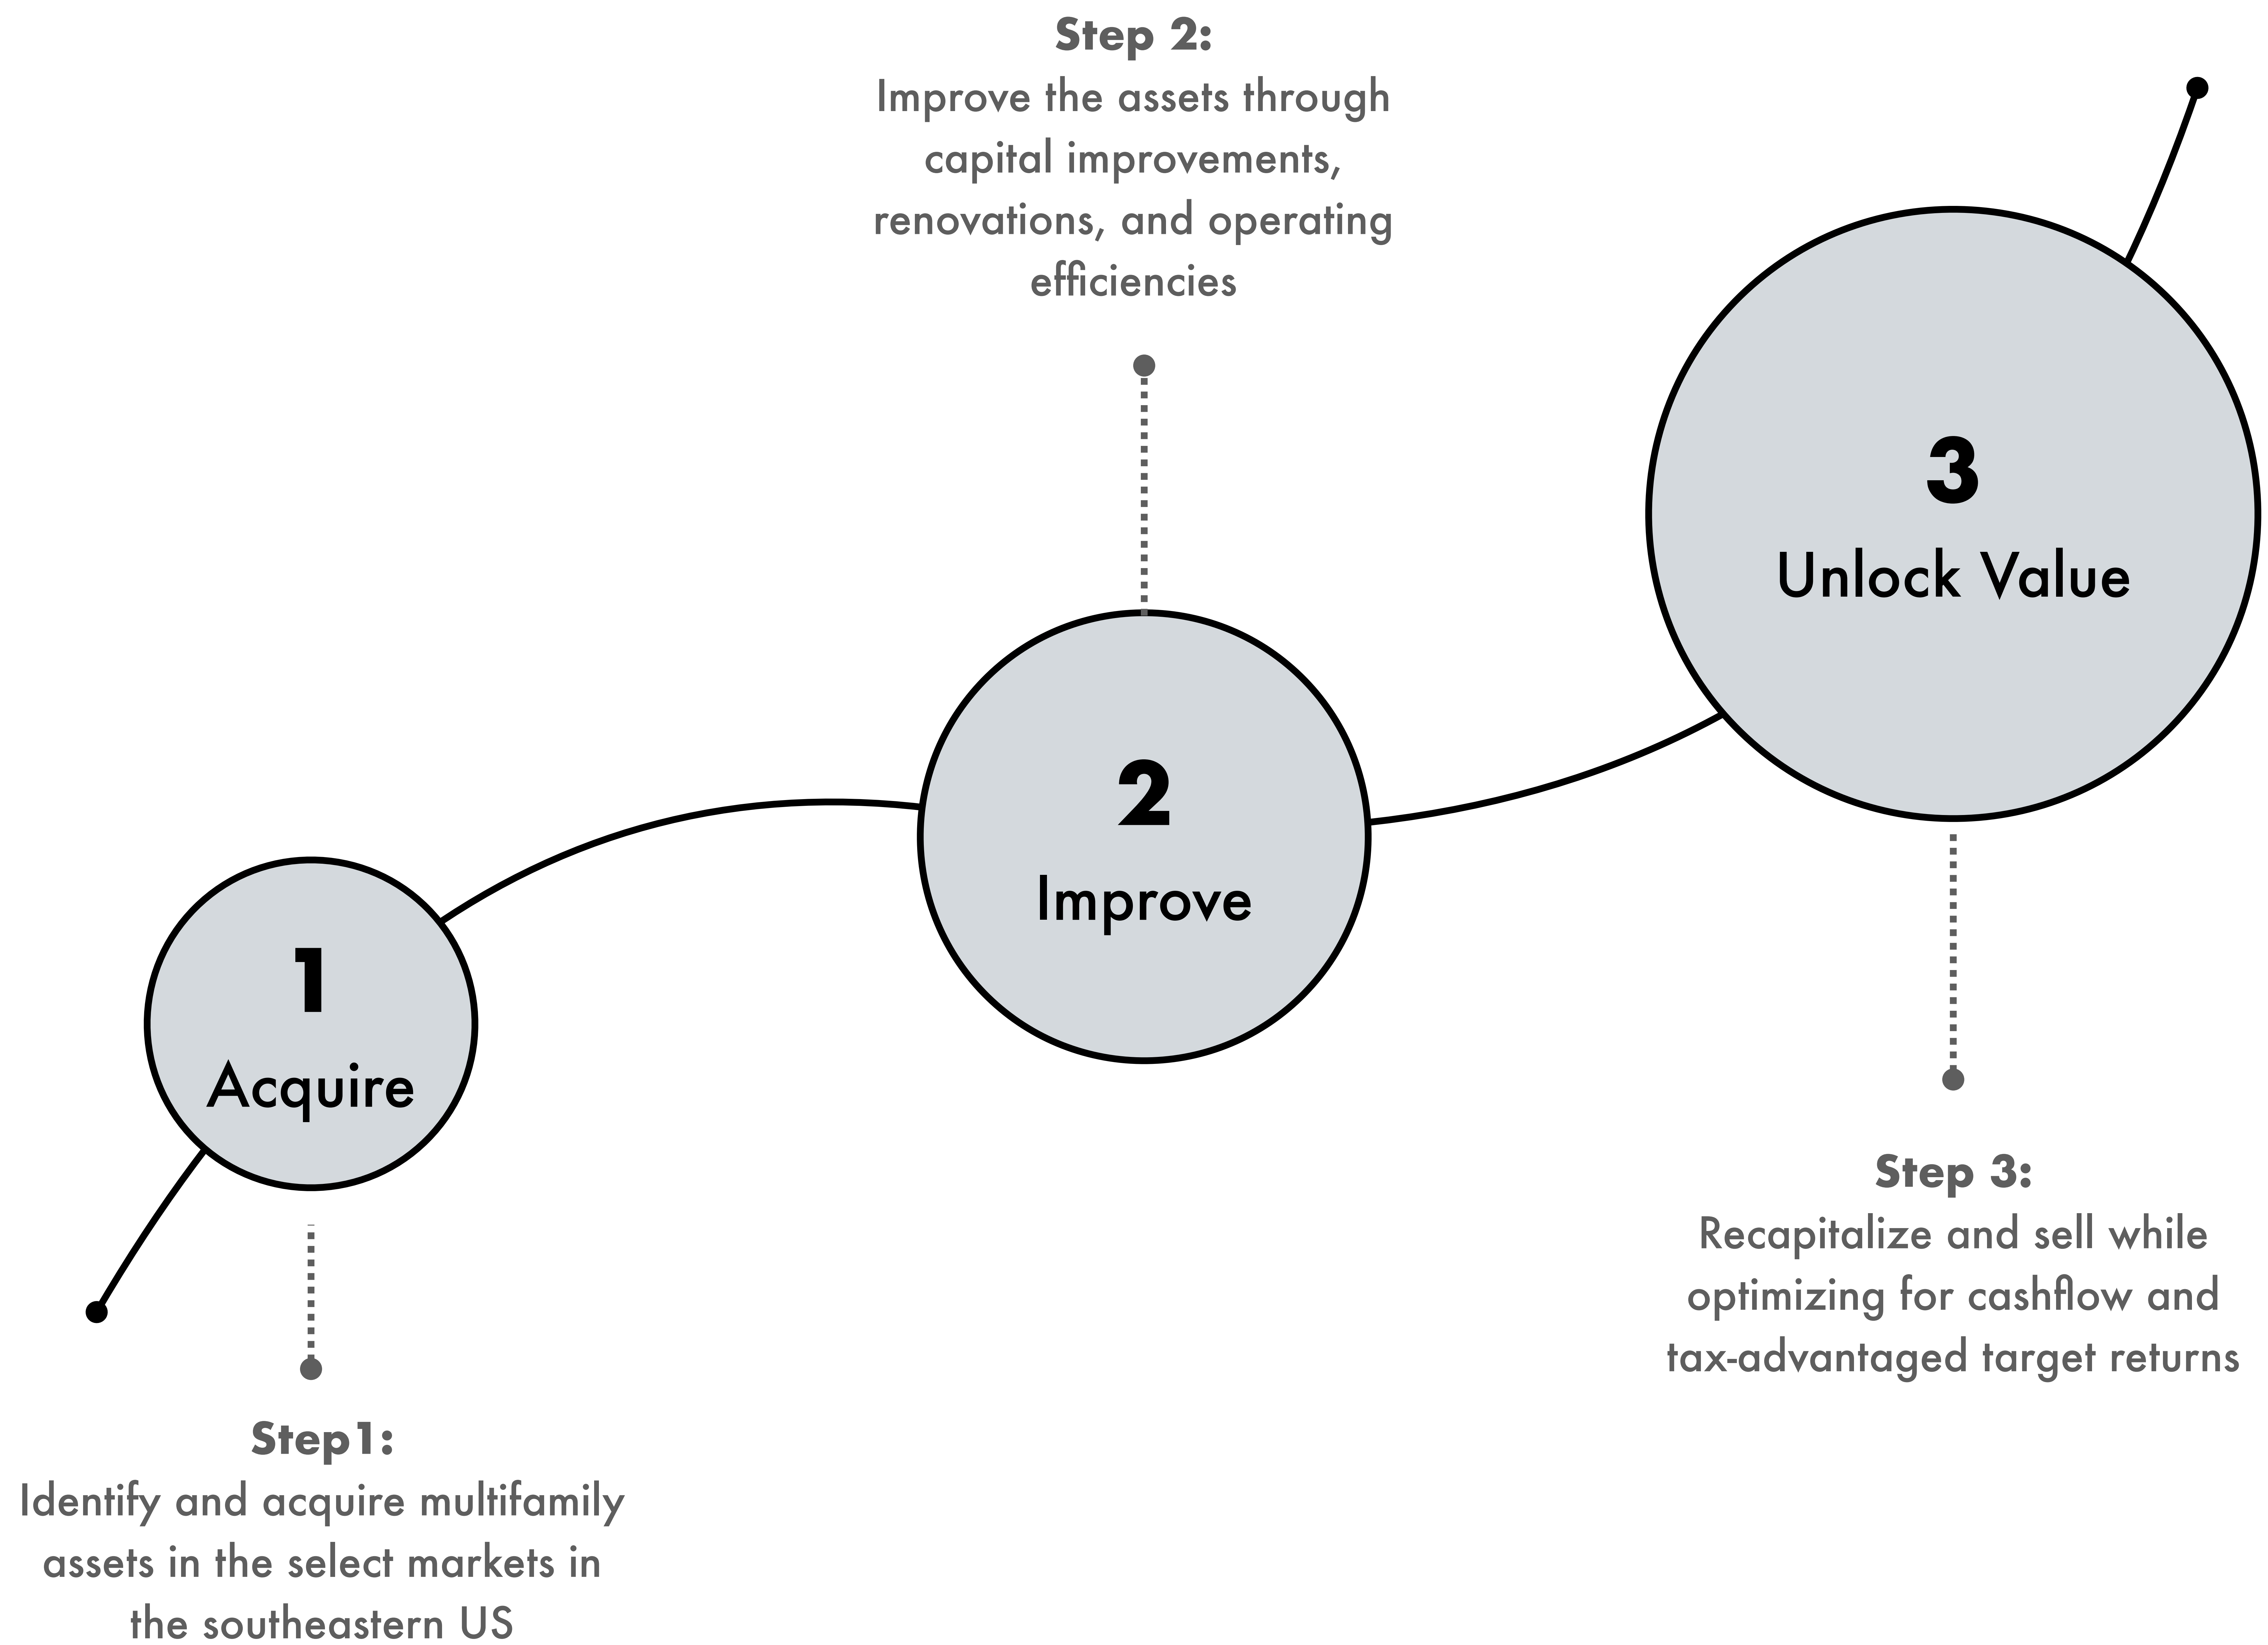 Step 2:
Improve the assets through
capital improvements,
renovations, and operating
efficiencies
3
Unlock Value
2
Improve
1
Acquire
Step 3:
Recapitalize and sell while
optimizing for cashflow and
tax-advantaged target returns
Step1:
Identify and acquire multifamily
assets in the select markets in
the southeastern US